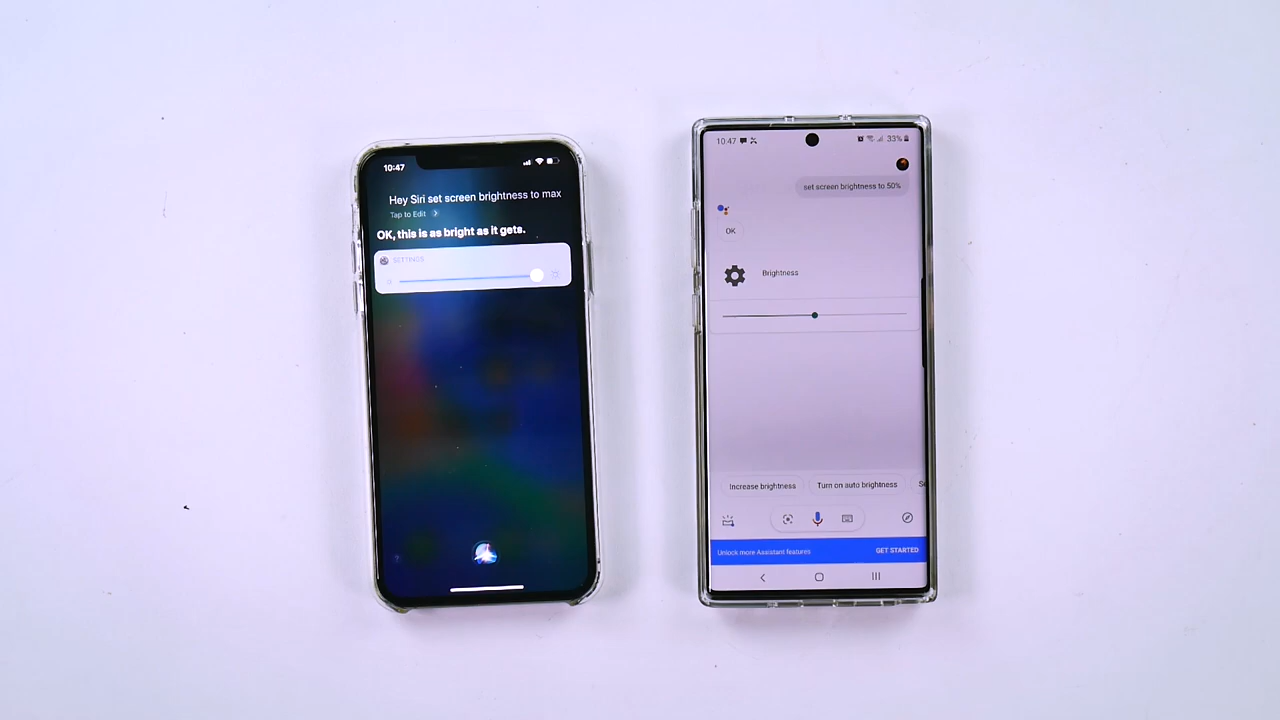 10:47
Hey Siri set screen brightness to max
Tap to Edit
OK, this is as bright as it gets.
SETTINGS
10:47
33%
set screen brightness to 50%
OK
Brightness
Increase brightness
Turn on auto brightness
Unlock more Assistant features
GET STARTED